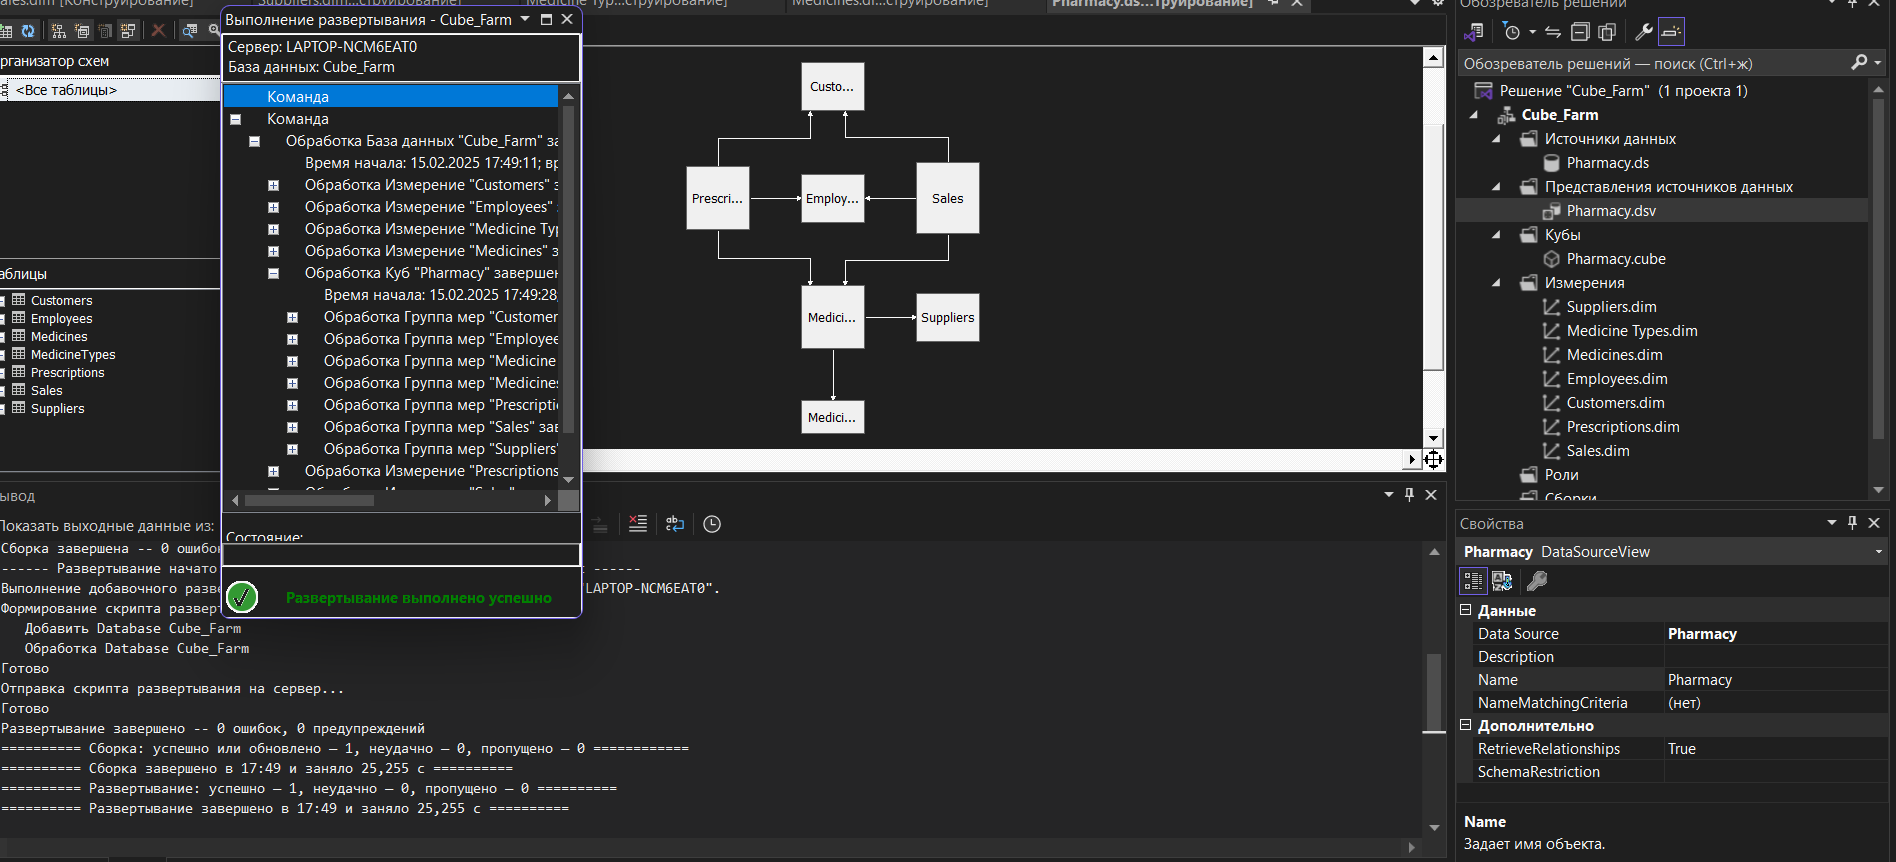 Sales.dim [Конструирование]
Suppliers.dim ...струирование]
Medicine Typ...струирование]
Medicines.di...струирование]
Pharmacy.ds...труирование]
Организатор схем
<Все таблицы>
Таблицы
Customers
Employees
Medicines
MedicineTypes
Prescriptions
Sales
Suppliers
Выполнение развертывания - Cube_Farm
Сервер: LAPTOP-NCM6EAT0
База данных: Cube_Farm
Команда
Команда
Обработка База данных "Cube_Farm" за
Время начала: 15.02.2025 17:49:11; вр
Обработка Измерение "Customers" з
Обработка Измерение "Employees"
Обработка Измерение "Medicine Typ
Обработка Измерение "Medicines" з
Обработка Куб "Pharmacy" завершен
Время начала: 15.02.2025 17:49:28;
Обработка Группа мер "Customer
Обработка Группа мер "Employee
Обработка Группа мер "Medicine
Обработка Группа мер "Medicines
Обработка Группа мер "Prescripti
Обработка Группа мер "Sales" зав
Обработка Группа мер "Suppliers"
Обработка Измерение "Prescriptions
Состояние:
Развертывание выполнено успешно
Custo...
Prescri...
Employ...
Sales
Medici...
Suppliers
Medici...
Вывод
Показать выходные данные из:
Сборка завершена -- 0 ошибок
------ Развертывание начато ------
Выполнение добавочного разве "LAPTOP-NCM6EAT0".
Формирование скрипта разверт
Добавить Database Cube_Farm
Обработка Database Cube_Farm
Готово
Отправка скрипта развертывания на сервер...
Готово
Развертывание завершено -- 0 ошибок, 0 предупреждений
========== Сборка: успешно или обновлено — 1, неудачно — 0, пропущено — 0 ============
========== Сборка завершено в 17:49 и заняло 25,255 с ==========
========== Развертывание: успешно — 1, неудачно — 0, пропущено — 0 ==========
========== Развертывание завершено в 17:49 и заняло 25,255 с ==========
Обозреватель решений
Обозреватель решений — поиск (Ctrl+ж)
Решение "Cube_Farm" (1 проекта 1)
Cube_Farm
Источники данных
Pharmacy.ds
Представления источников данных
Pharmacy.dsv
Кубы
Pharmacy.cube
Измерения
Suppliers.dim
Medicine Types.dim
Medicines.dim
Employees.dim
Customers.dim
Prescriptions.dim
Sales.dim
Роли
Сборки
Свойства
Pharmacy DataSourceView
Данные
Data Source Pharmacy
Description
Name Pharmacy
NameMatchingCriteria (нет)
Дополнительно
RetrieveRelationships True
SchemaRestriction
Name
Задает имя объекта.